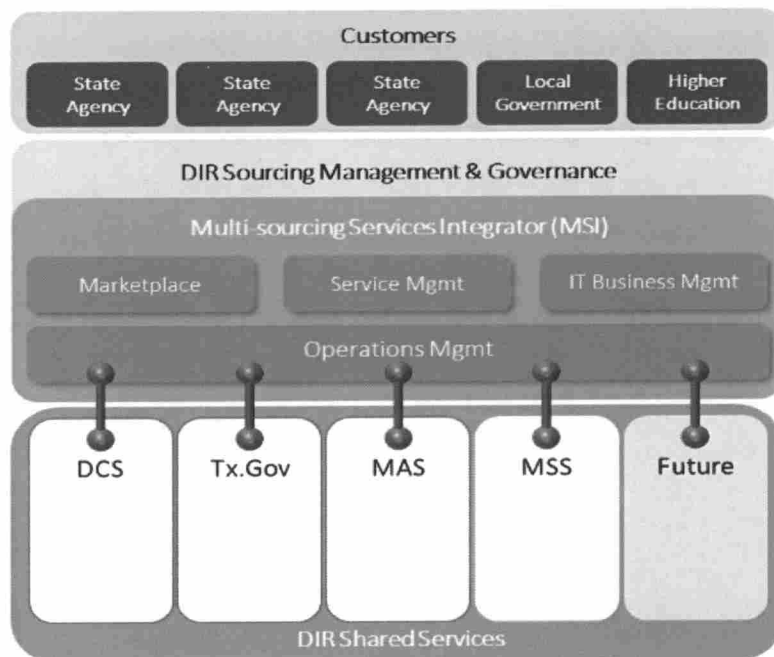 Customers
State
Agency
State
Agency
State
Agency
Local
Government
Higher
Education
DIR Sourcing Management & Governance
Multi-sourcing Services Integrator (MSI)
Marketplace
Service Mgmt
IT Business Mgmt
Operations Mgmt
DCS
Tx.Gov
MAS
MSS
Future
DIR Shared Services